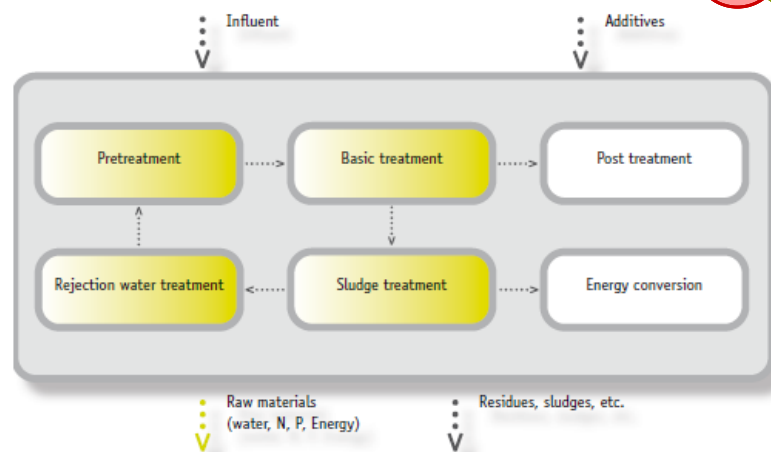 Influent
Additives
Pretreatment
Basic treatment
Post treatment
Rejection water treatment
Sludge treatment
Energy conversion
Raw materials
(water, N, P, Energy)
Residues, sludges, etc.